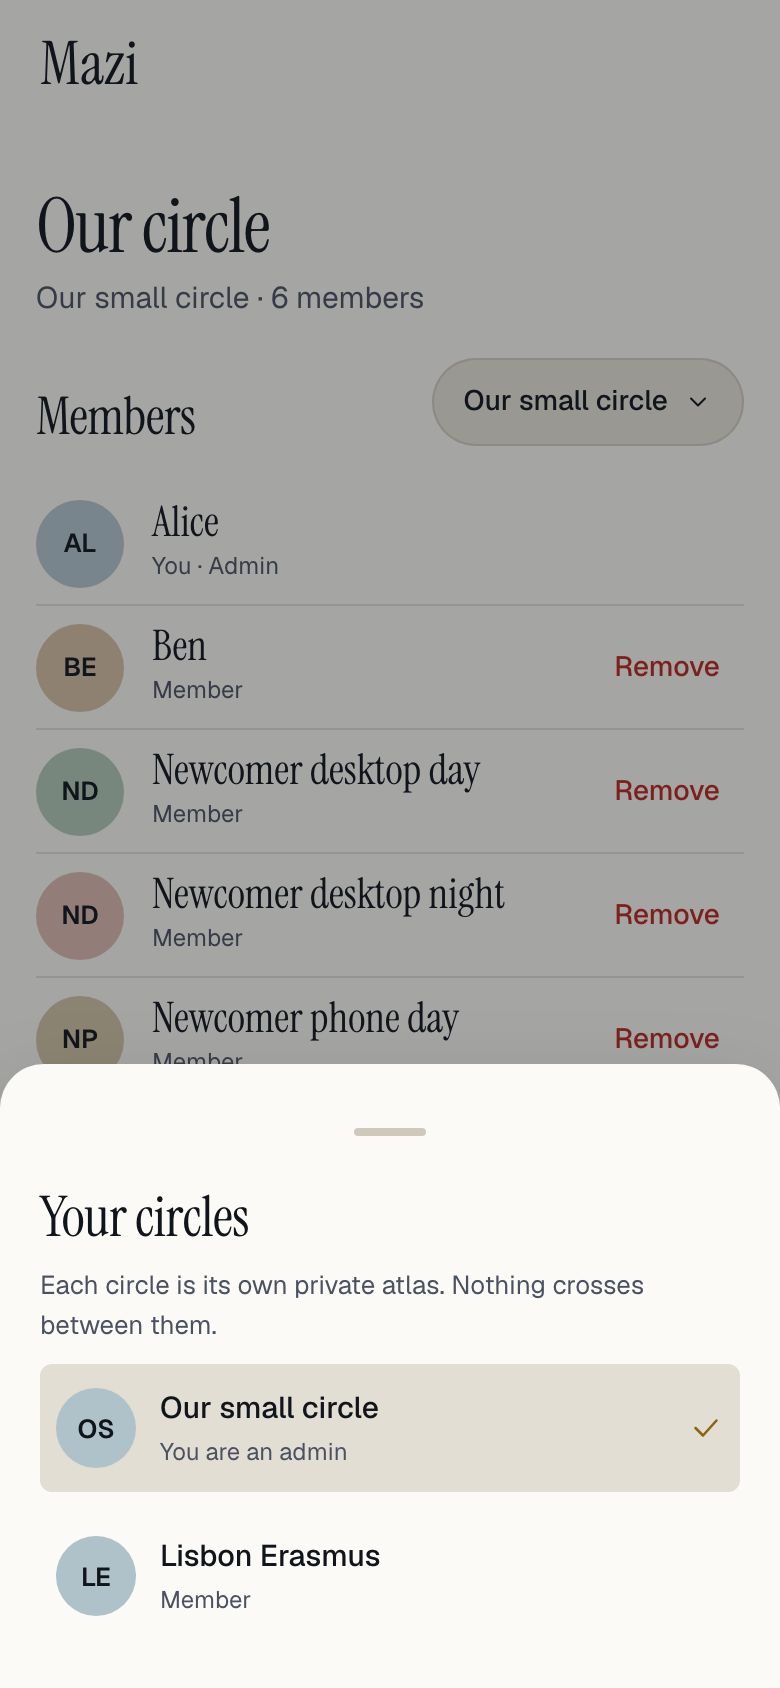 Mazi
Our circle
Our small circle · 6 members
Members
Our small circle
AL
Alice
You · Admin
BE
Ben
Member
Remove
ND
Newcomer desktop day
Member
Remove
ND
Newcomer desktop night
Member
Remove
NP
Newcomer phone day
Member
Remove
Your circles
Each circle is its own private atlas. Nothing crosses
between them.
OS
Our small circle
You are an admin
LE
Lisbon Erasmus
Member